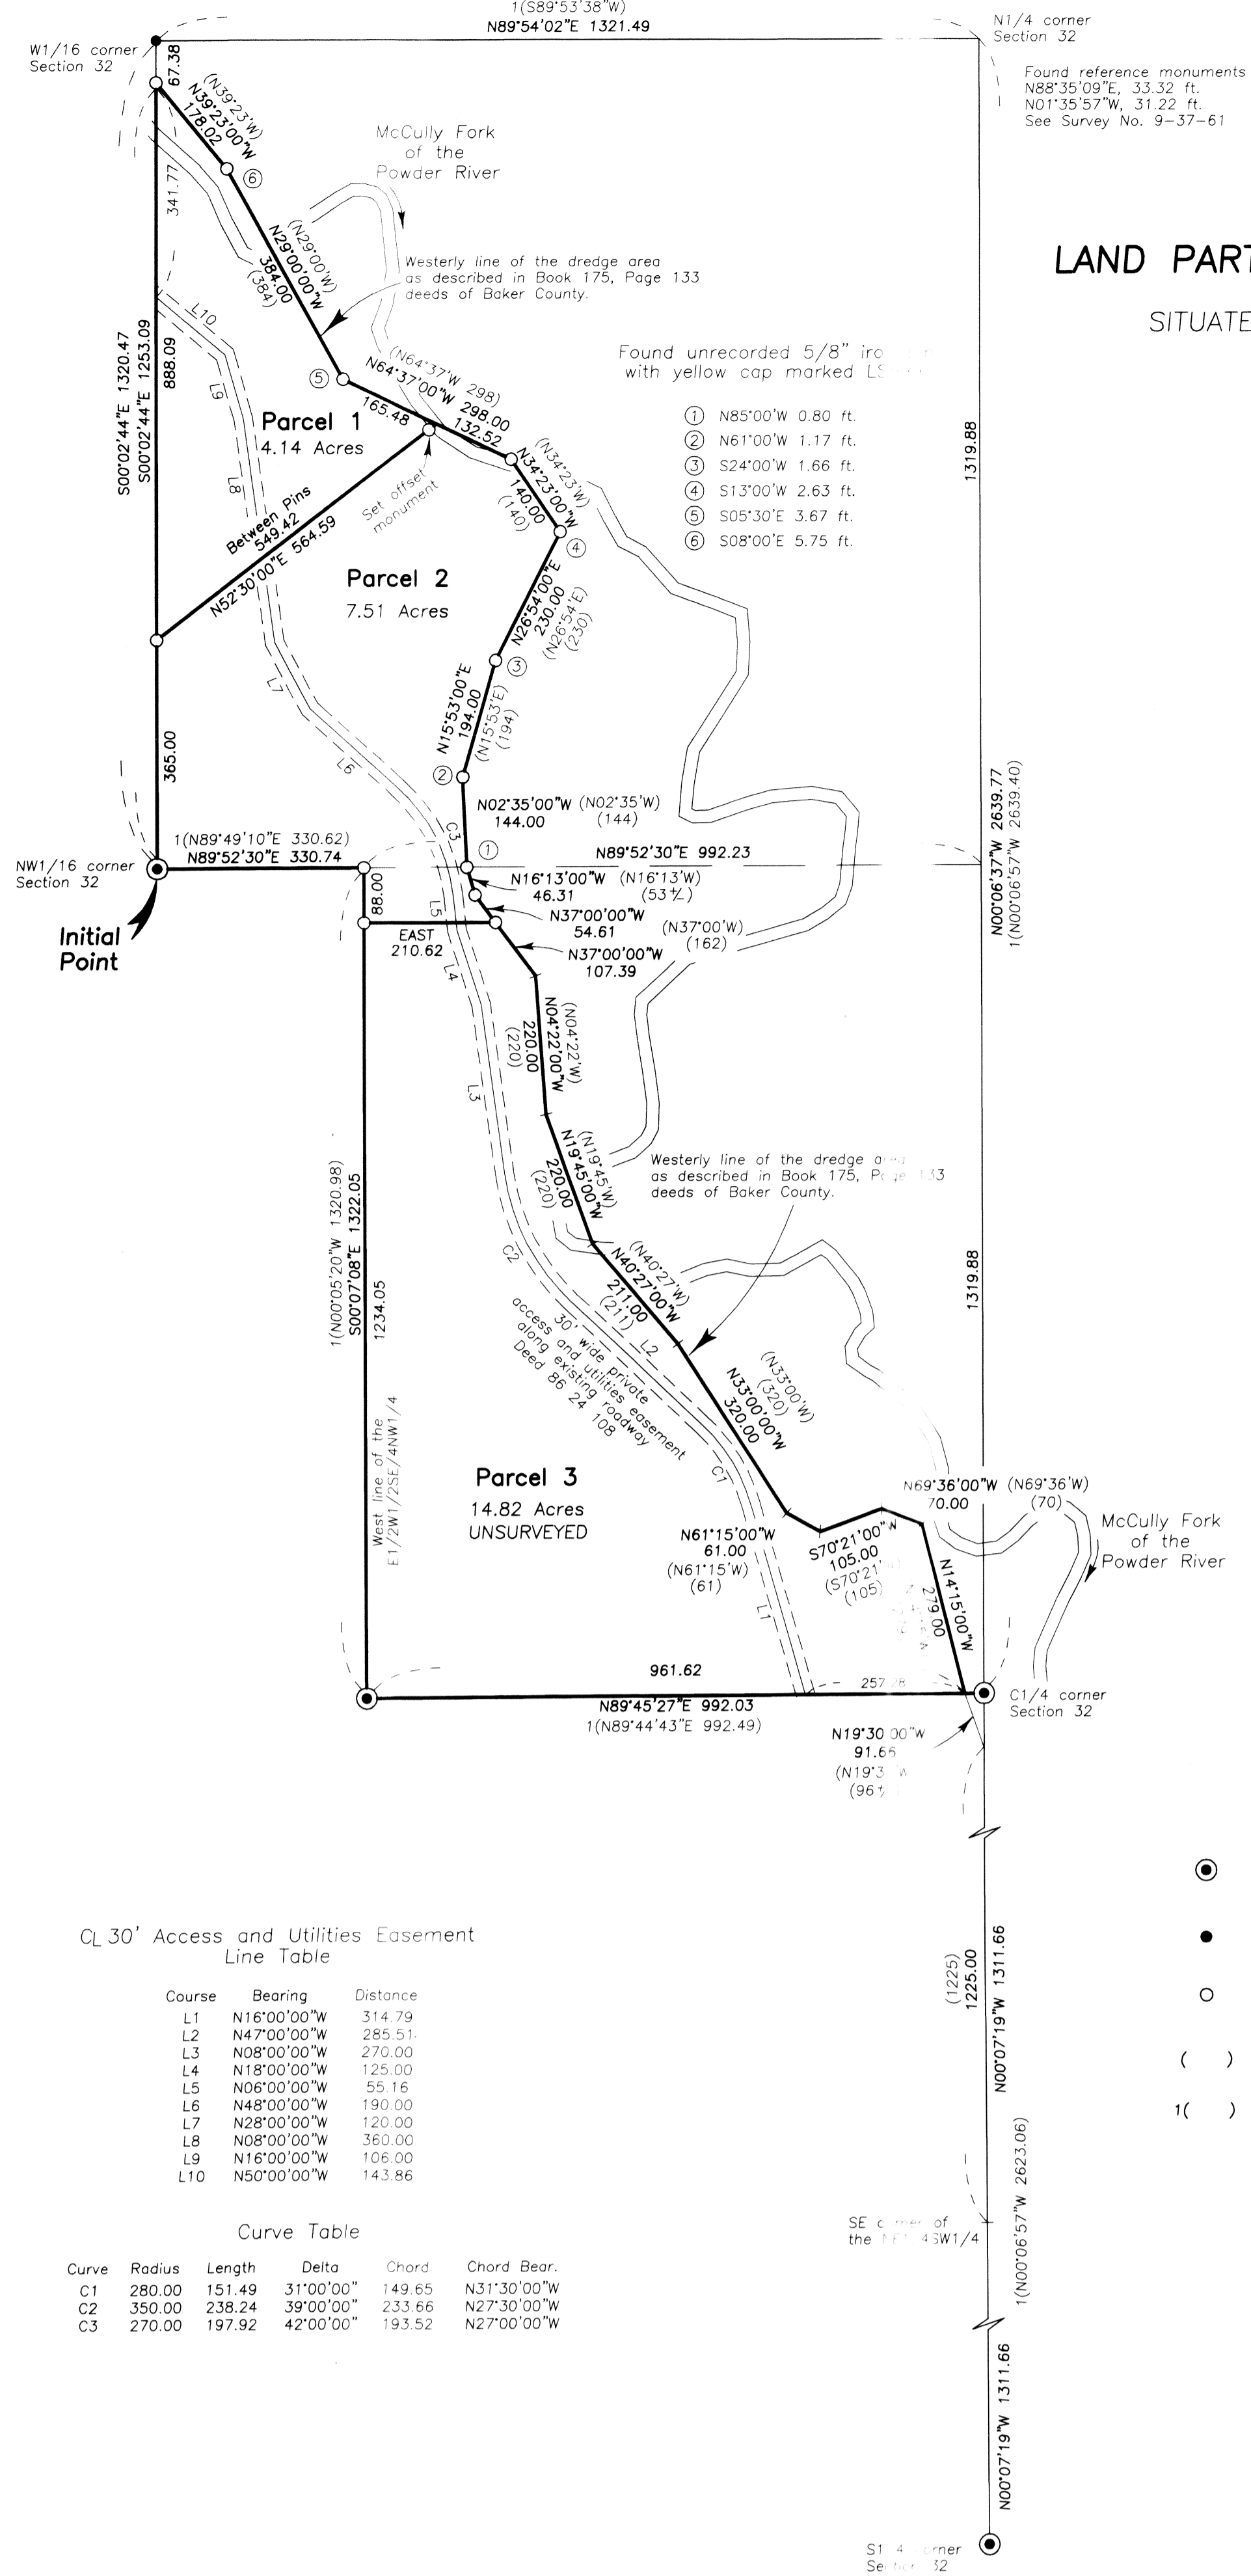 1(S89°53'38"W)
N89°54'02"E 1321.49
W1/16 corner
Section 32
N1/4 corner
Section 32
Found reference monuments
N88°35'09"E, 33.32 ft.
N01°35'57"W, 31.22 ft.
See Survey No. 9-37-61
67.38
(N39°23'W)
N39°23'00"W
178.02
6
341.77
McCully Fork
of the
Powder River
(N29°00'W)
N29°00'00"W
384.00
(384)
Westerly line of the dredge area
as described in Book 175, Page 133
deeds of Baker County.
LAND PART
SITUATE
L10
L9
S00°02'44"E 1320.47
S00°02'44"E 1253.09
888.09
Found unrecorded 5/8"
with yellow cap marked
1 N85°00'W 0.80 ft.
2 N61°00'W 1.17 ft.
3 S24°00'W 1.66 ft.
4 S13°00'W 2.63 ft.
5 S05°30'E 3.67 ft.
6 S08°00'E 5.75 ft.
5
(N64°37'W 298)
N64°37'00"W 298.00
165.48
132.52
Parcel 1
4.14 Acres
L8
Set offset
monument
Between Pins
549.42
N52°30'00"E 564.59
(N34°23'W)
N34°23'00"W
140.00
(140)
4
1319.88
Parcel 2
7.51 Acres
N26°54'00"E
230.00
(N26°54'E)
(230)
3
L7
N15°53'00"E
194.00
(N15°53'E)
(194)
L6
365.00
2
N02°35'00"W (N02°35'W)
144.00 (144)
C3
1
1(N89°49'10"E 330.62)
N89°52'30"E 330.74
N89°52'30"E 992.23
NW1/16 corner
Section 32
Initial
Point
88.00
N16°13'00"W (N16°13'W)
46.31 (53+/-)
L5
EAST
210.62
N37°00'00"W
54.61
(N37°00'W)
(162)
N37°00'00"W
107.39
L4
N00°06'37"W 2639.77
1(N00°06'57"W 2639.40)
(N04°22'W)
N04°22'00"W
220.00
(220)
L3
(N19°45'W)
N19°45'00"W
220.00
(220)
Westerly line of the dredge
as described in Book 175,
deeds of Baker County.
1(N00°05'20"W 1320.98)
S00°07'08"E 1322.05
1234.05
C2
(N40°27'W)
N40°27'00"W
211.00
(211)
1319.88
L2
30' wide private
access and utilities easement
along existing roadway
Deed 86 24 108
(N33°00'W)
(320)
N33°00'00"W
320.00
C1
West line of the
E1/2W1/2SE/4NW1/4
Parcel 3
14.82 Acres
UNSURVEYED
N69°36'00"W (N69°36'W)
70.00 (70)
McCully Fork
of the
Powder River
N61°15'00"W
61.00
(N61°15'W)
(61)
S70°21'00"W
105.00
(105)
N14°15'00"W
279.00
L1
961.62
N89°45'27"E 992.03
1(N89°44'43"E 992.49)
C1/4 corner
Section 32
N19°30'00"W
91.66
CL 30' Access and Utilities Easement
Line Table
Course Bearing Distance
L1 N16°00'00"W 314.79
L2 N47°00'00"W 285.51
L3 N08°00'00"W 270.00
L4 N18°00'00"W 125.00
L5 N06°00'00"W 55.16
L6 N48°00'00"W 190.00
L7 N28°00'00"W 120.00
L8 N08°00'00"W 360.00
L9 N16°00'00"W 106.00
L10 N50°00'00"W 143.86
Curve Table
Curve Radius Length Delta Chord Chord Bear.
C1 280.00 151.49 31°00'00" 149.65 N31°30'00"W
C2 350.00 238.24 39°00'00" 233.66 N27°30'00"W
C3 270.00 197.92 42°00'00" 193.52 N27°00'00"W
(1225)
1225.00
N00°07'19"W 1311.66
( )
1( )
1(N00°06'57"W 2623.06)
SE of
the
N00°07'19"W 1311.66